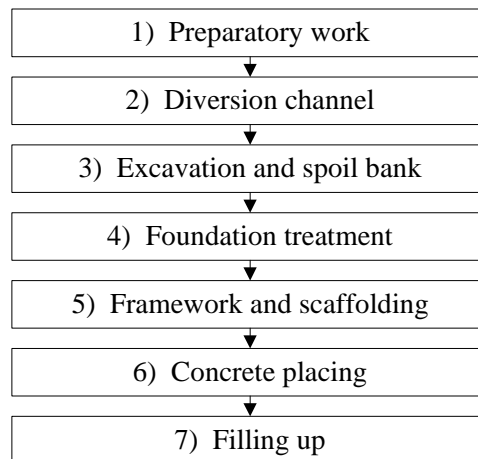 1) Preparatory work
2) Diversion channel
3) Excavation and spoil bank
4) Foundation treatment
5) Framework and scaffolding
6) Concrete placing
7) Filling up